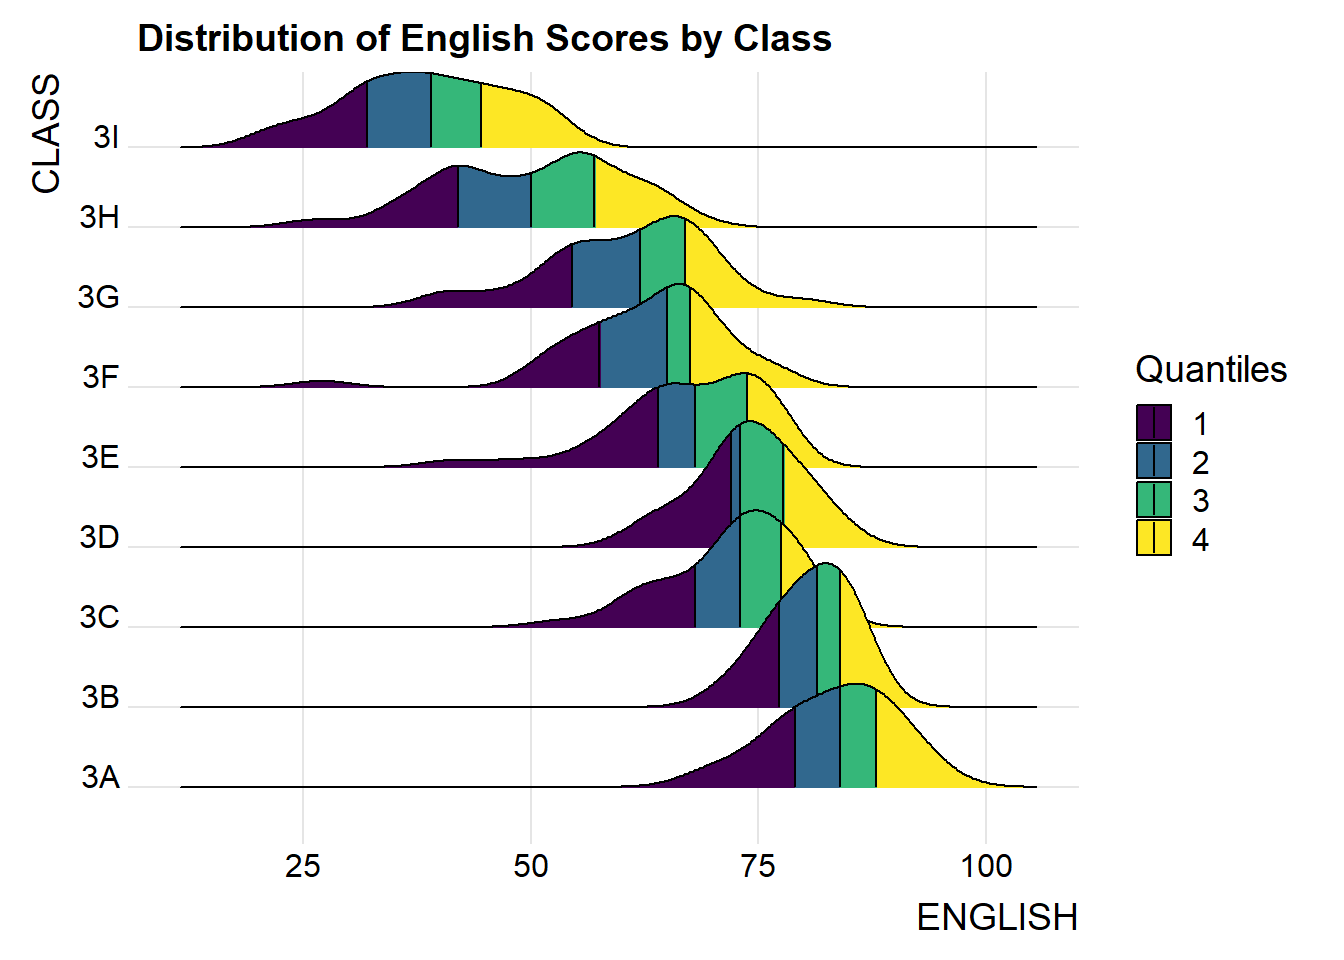 Distribution of English Scores by Class
CLASS
3I
3H
3G
3F
3E
3D
3C
3B
3A
25 50 75 100
ENGLISH
Quantiles
1
2
3
4